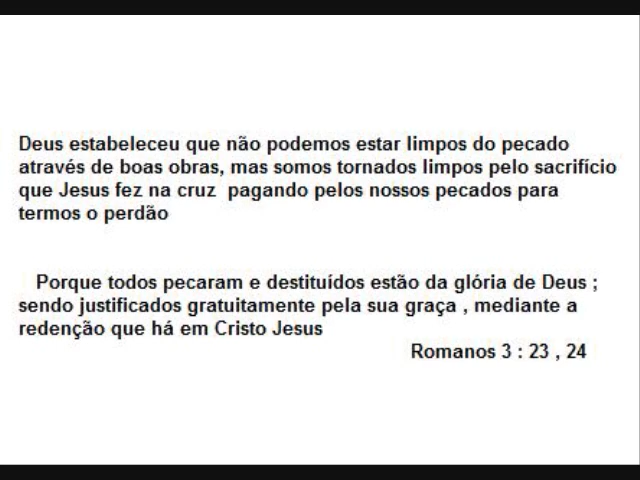 Deus estabeleceu que não podemos estar limpos do pecado
através de boas obras, mas somos tornados limpos pelo sacrifício
que Jesus fez na cruz  pagando pelos nossos pecados para
termos o perdão
Porque todos pecaram e destituídos estão da glória de Deus ;
sendo justificados gratuitamente pela sua graça , mediante a
redenção que há em Cristo Jesus
Romanos 3 : 23 , 24